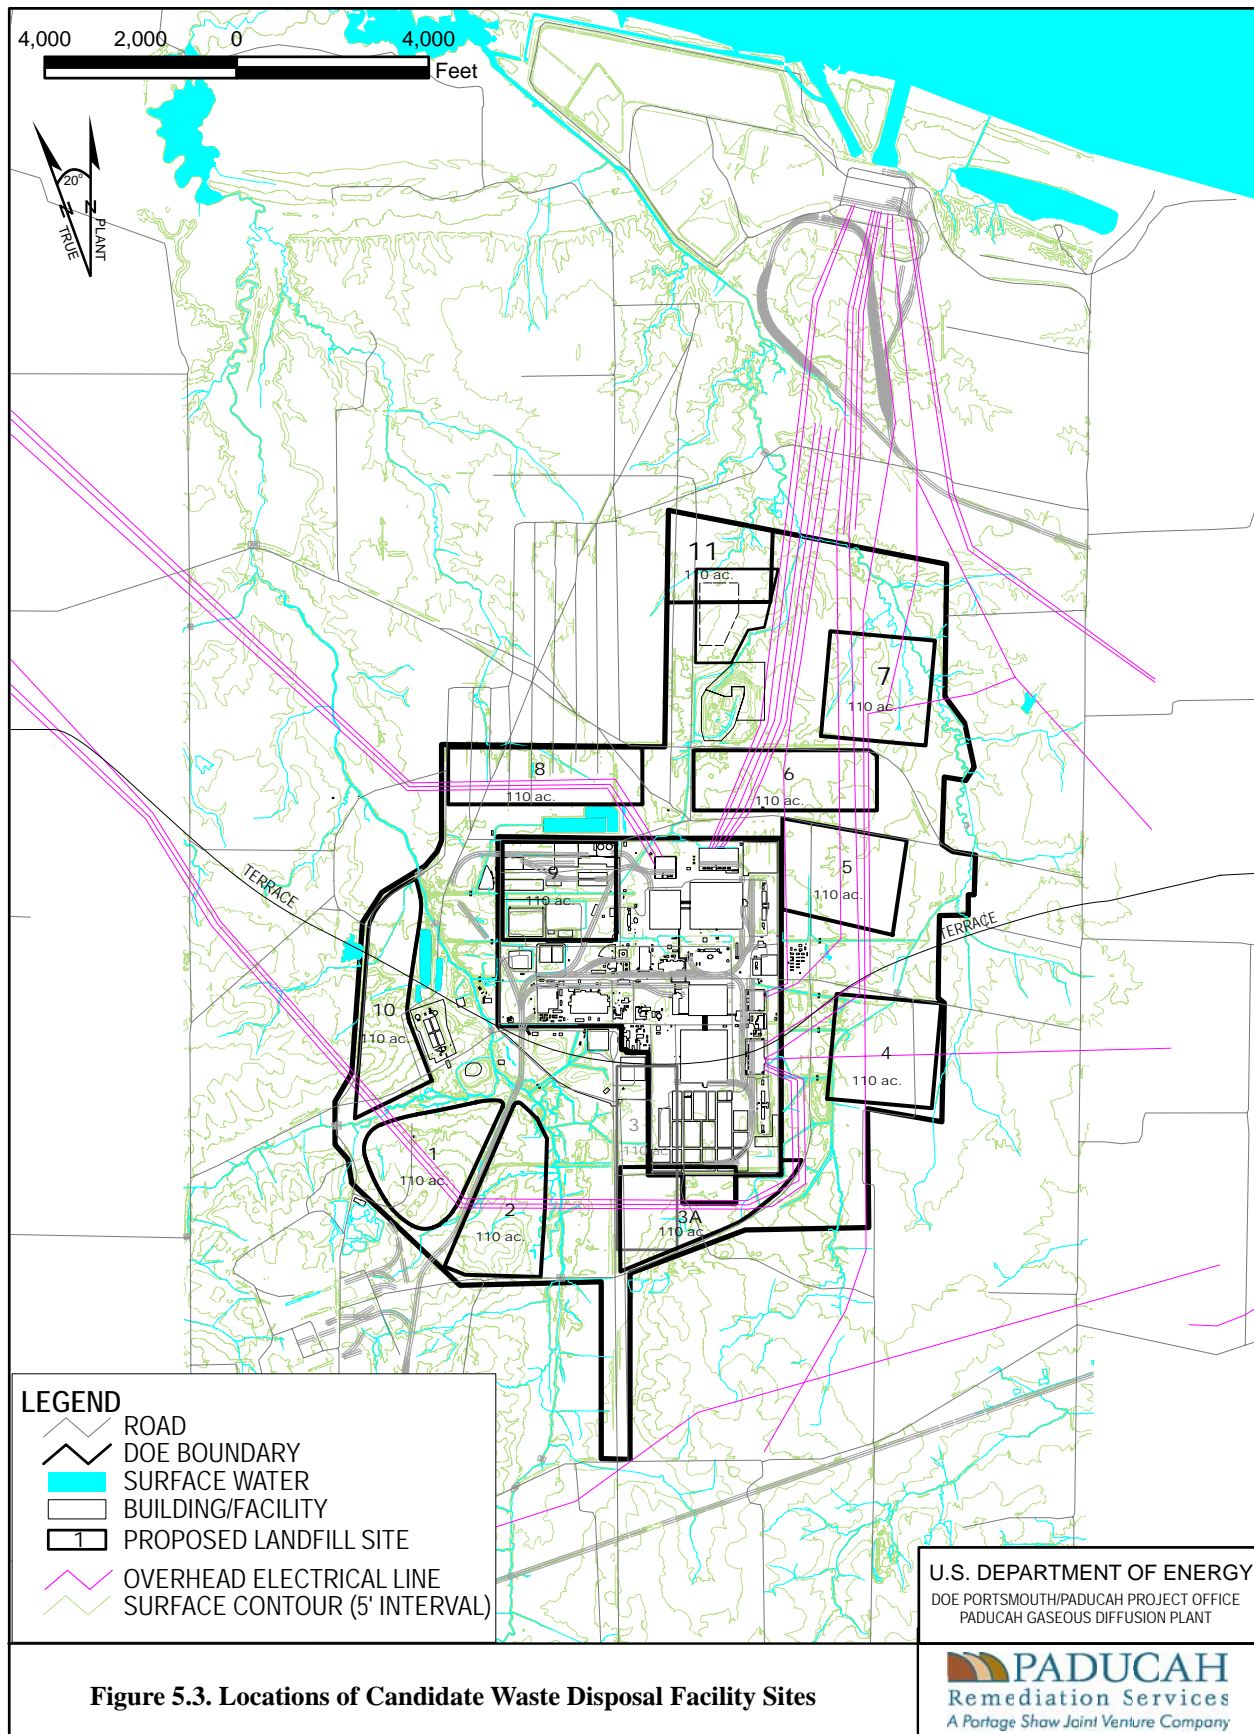 4,000 2,000 0 4,000
Feet
20°
N TRUE
N PLANT
11
110 ac.
7
110 ac.
8
110 ac.
6
110 ac.
9
110 ac.
5
110 ac.
TERRACE
TERRACE
10
110 ac.
4
110 ac.
3
110 ac.
1
110 ac.
2
110 ac.
3A
110 ac.
LEGEND
ROAD
DOE BOUNDARY
SURFACE WATER
BUILDING/FACILITY
1 PROPOSED LANDFILL SITE
OVERHEAD ELECTRICAL LINE
SURFACE CONTOUR (5' INTERVAL)
U.S. DEPARTMENT OF ENERGY
DOE PORTSMOUTH/PADUCAH PROJECT OFFICE
PADUCAH GASEOUS DIFFUSION PLANT
Figure 5.3. Locations of Candidate Waste Disposal Facility Sites
PADUCAH
Remediation Services
A Portage Shaw Joint Venture Company